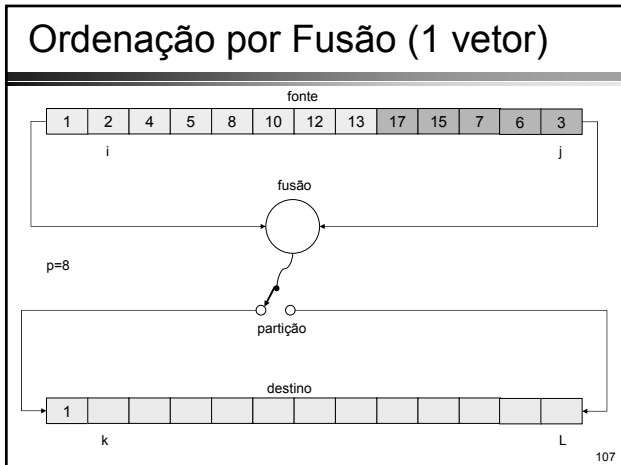 Ordenação por Fusão (1 vetor)
fonte
1 2 4 5 8 10 12 13 17 15 7 6 3
i j
fusão
p=8
partição
destino
1
k L
107